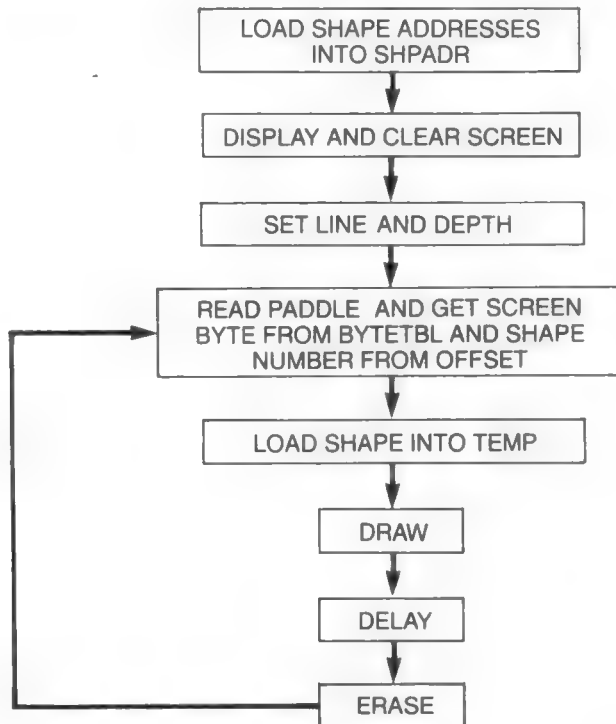 LOAD SHAPE ADDRESSES
INTO SHPADR
DISPLAY AND CLEAR SCREEN
SET LINE AND DEPTH
READ PADDLE AND GET SCREEN
BYTE FROM BYTETBL AND SHAPE
NUMBER FROM OFFSET
LOAD SHAPE INTO TEMP
DRAW
DELAY
ERASE